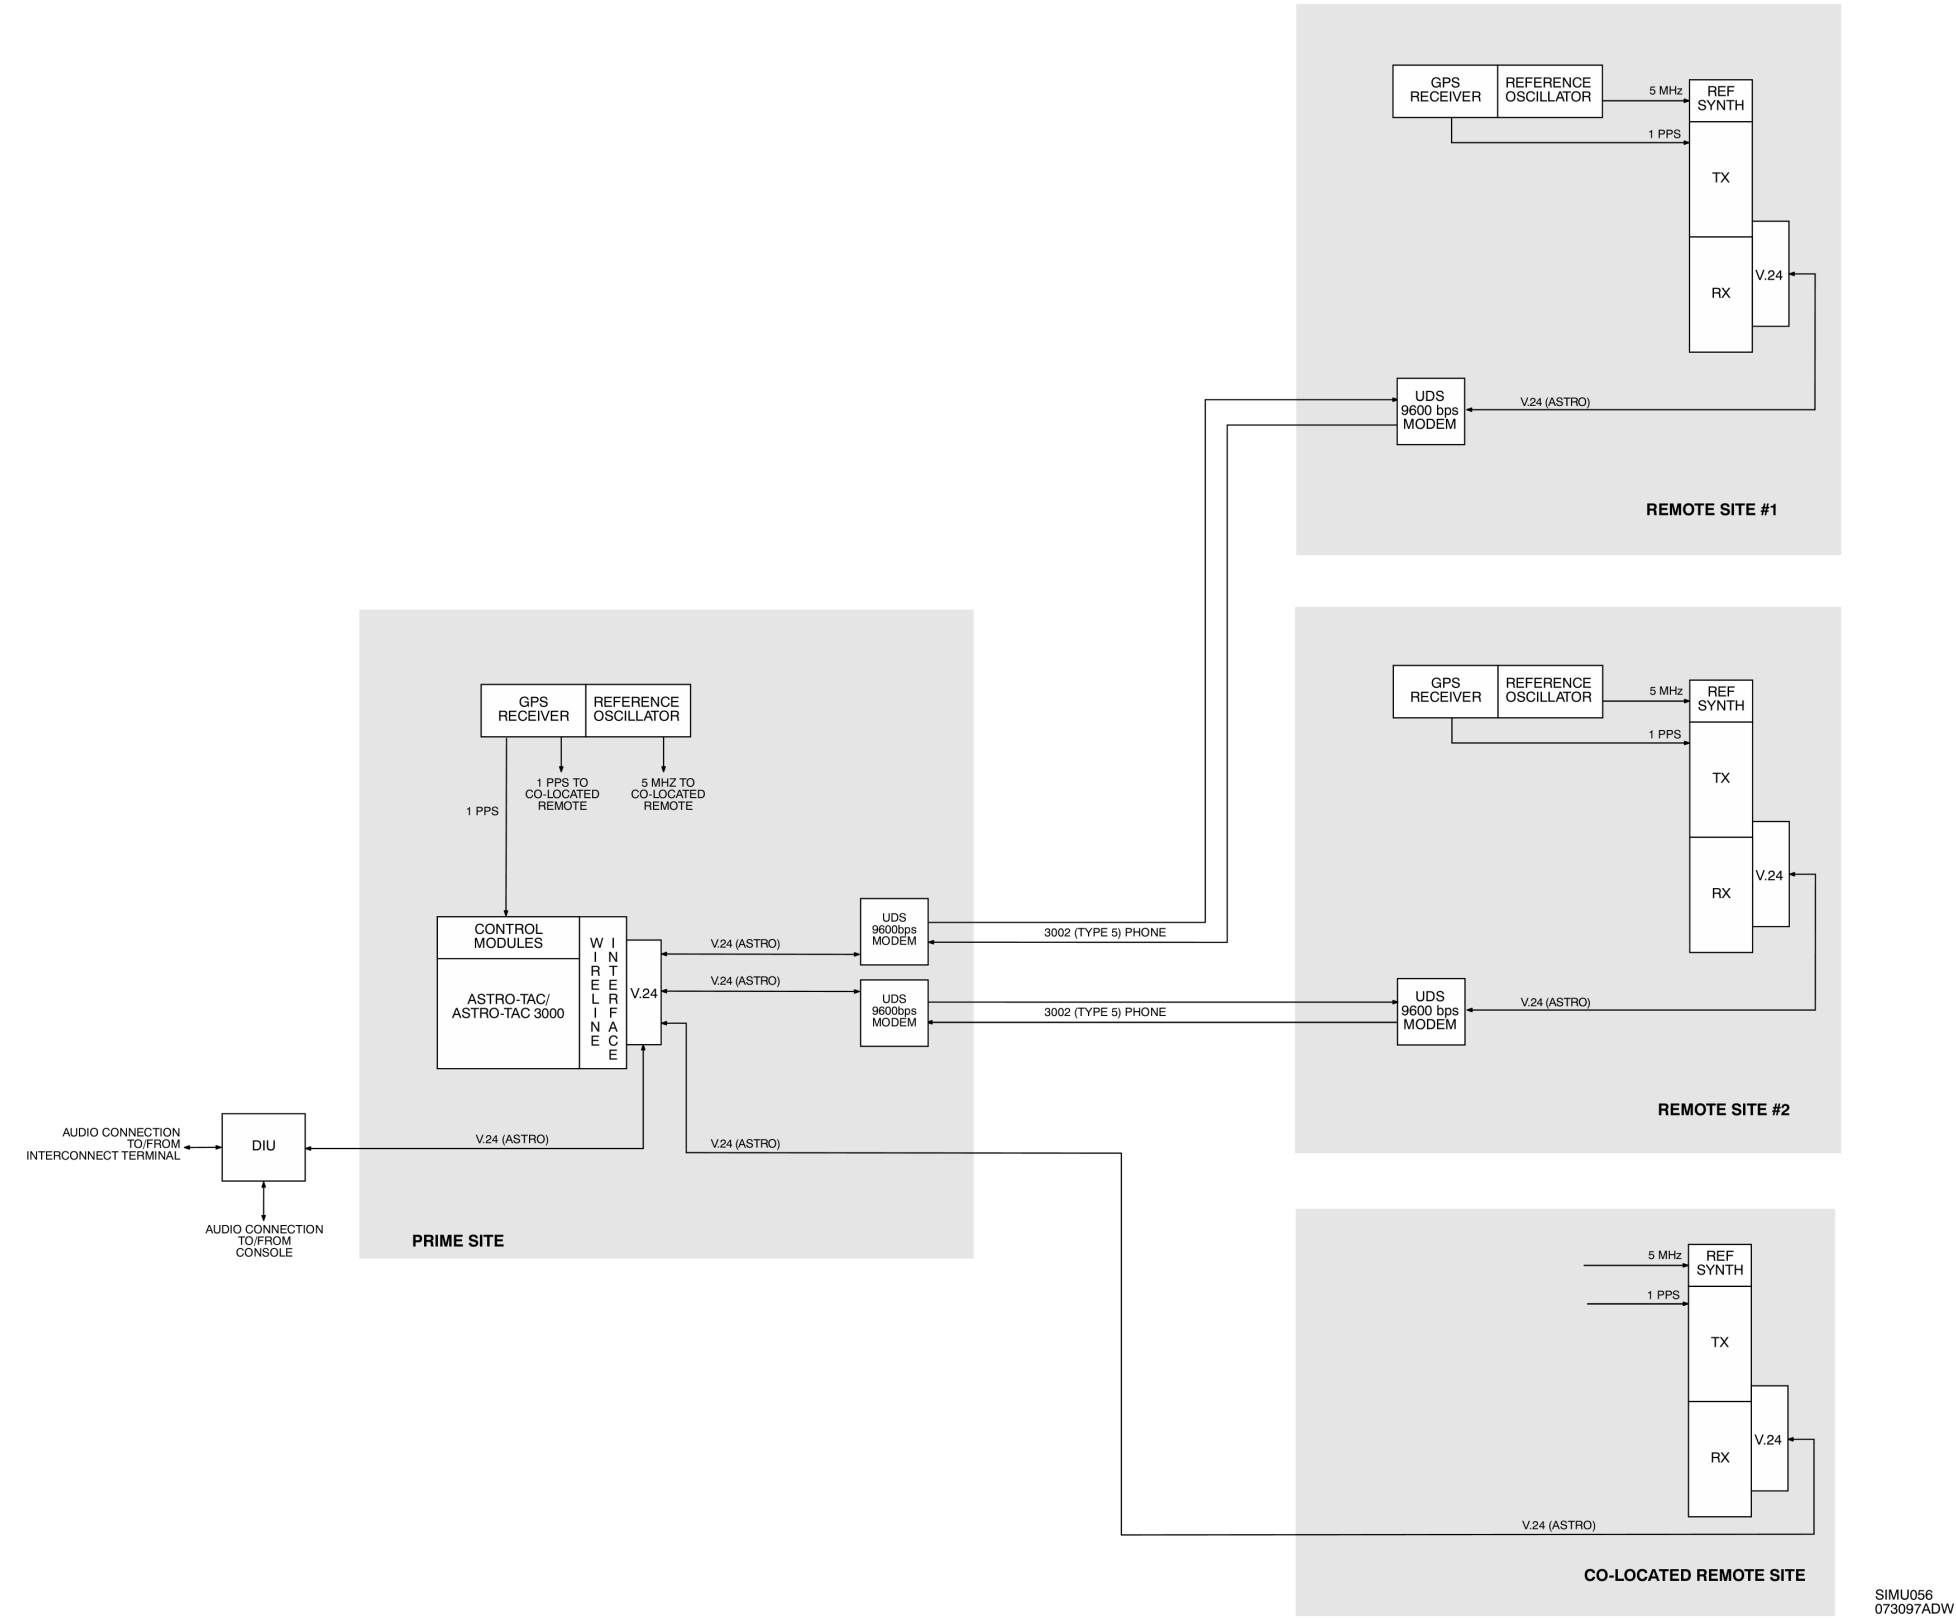 GPS
RECEIVER
REFERENCE
OSCILLATOR
5 MHz
REF
SYNTH
1 PPS
TX
V.24
RX
UDS
9600 bps
MODEM
V.24 (ASTRO)
REMOTE SITE #1
GPS
RECEIVER
REFERENCE
OSCILLATOR
5 MHz
REF
SYNTH
1 PPS
TX
V.24
RX
UDS
9600 bps
MODEM
V.24 (ASTRO)
REMOTE SITE #2
GPS
RECEIVER
REFERENCE
OSCILLATOR
1 PPS TO
CO-LOCATED
REMOTE
5 MHZ TO
CO-LOCATED
REMOTE
1 PPS
CONTROL
MODULES
ASTRO-TAC/
ASTRO-TAC 3000
WIRELINE
INTERFACE
V.24
V.24 (ASTRO)
UDS
9600bps
MODEM
3002 (TYPE 5) PHONE
V.24 (ASTRO)
UDS
9600bps
MODEM
3002 (TYPE 5) PHONE
AUDIO CONNECTION
TO/FROM
INTERCONNECT TERMINAL
DIU
V.24 (ASTRO)
V.24 (ASTRO)
AUDIO CONNECTION
TO/FROM
CONSOLE
PRIME SITE
5 MHz
REF
SYNTH
1 PPS
TX
V.24
RX
V.24 (ASTRO)
CO-LOCATED REMOTE SITE
SIMU056
073097ADW